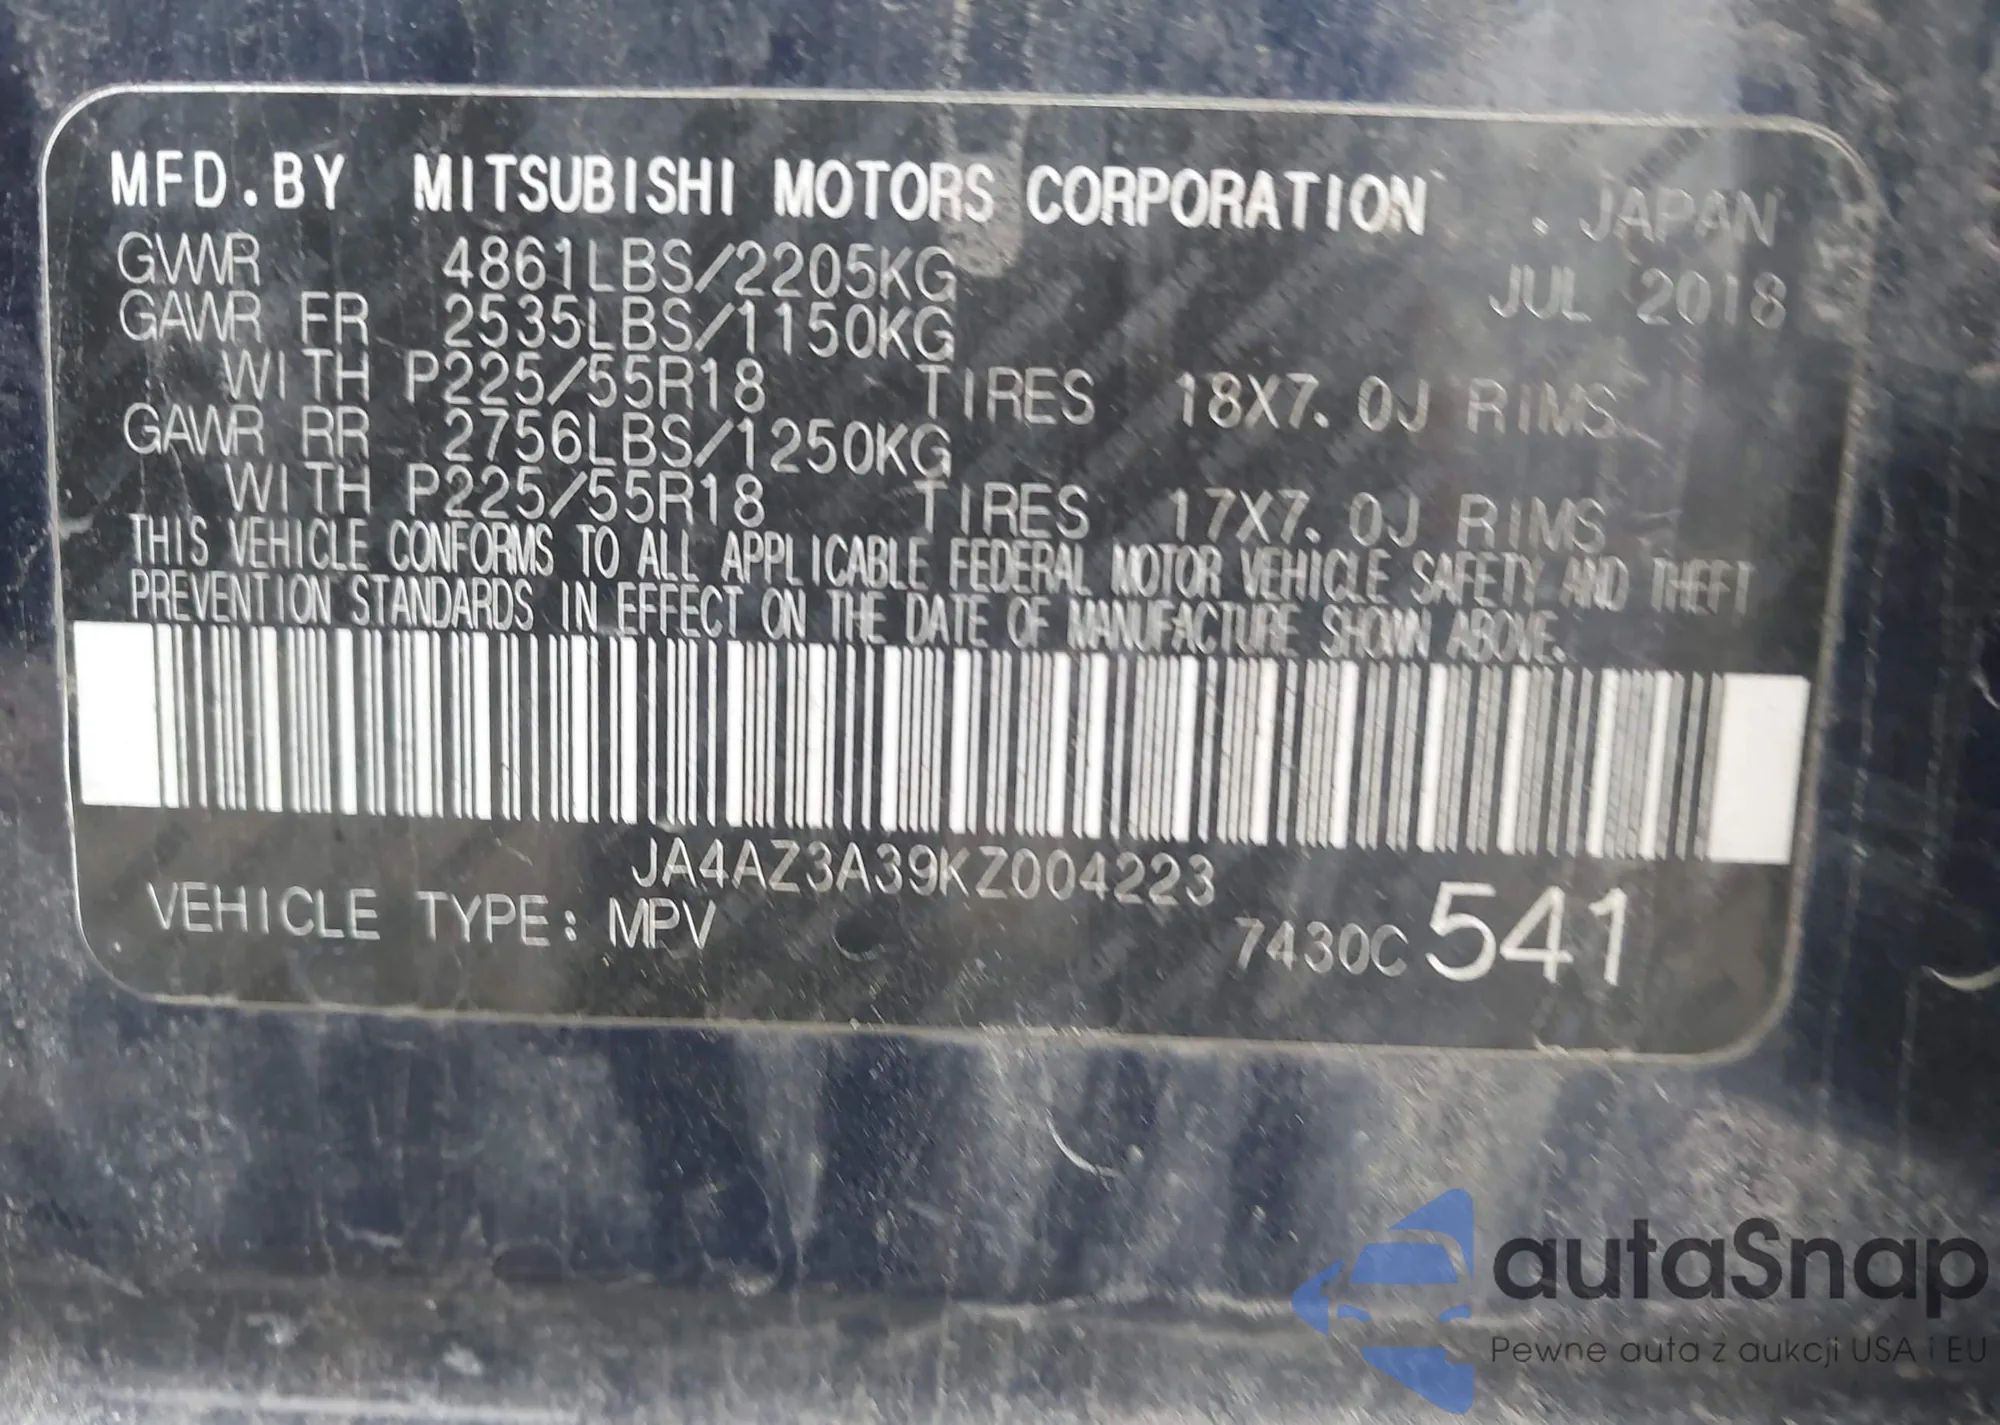 MFD.BY MITSUBISHI MOTORS CORPORATION . JAPAN
GVWR 4861LBS/2205KG JUL 2018
GAWR FR 2535LBS/1150KG
WITH P225/55R18 TIRES 18X7.0J RIMS
GAWR RR 2756LBS/1250KG
WITH P225/55R18 TIRES 17X7.0J RIMS
THIS VEHICLE CONFORMS TO ALL APPLICABLE FEDERAL MOTOR VEHICLE SAFETY AND THEFT
PREVENTION STANDARDS IN EFFECT ON THE DATE OF MANUFACTURE SHOWN ABOVE.
JA4AZ3A39KZ004223
VEHICLE TYPE: MPV 7430C 541
autaSnap
Pewne auta z aukcji USA i EU